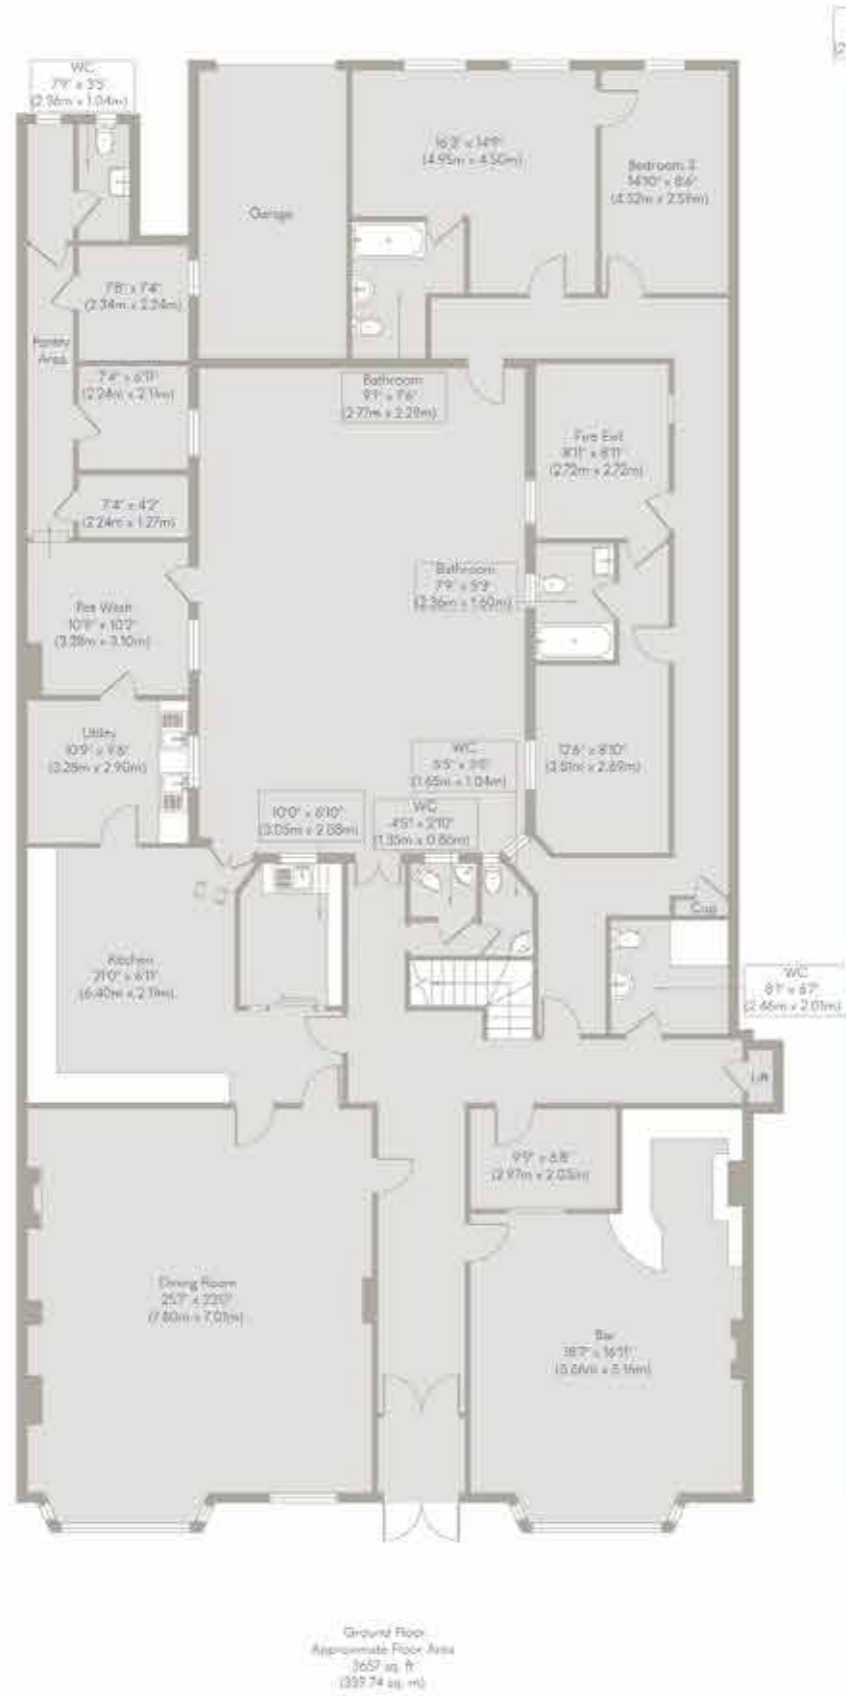 WC
7'9" x 3'5"
(2.36m x 1.04m)
16'3" x 14'9"
(4.95m x 4.50m)
Bedroom 3
14'10" x 8'6"
(4.52m x 2.59m)
Garage
7'8" x 7'4"
(2.34m x 2.24m)
Pantry
Area
7'4" x 6'11"
(2.24m x 2.11m)
Bathroom
9'1" x 7'6"
(2.77m x 2.29m)
Fire Exit
8'11" x 8'11"
(2.72m x 2.72m)
7'4" x 4'2"
(2.24m x 1.27m)
Bathroom
7'9" x 5'3"
(2.36m x 1.60m)
Pot Wash
10'9" x 10'2"
(3.28m x 3.10m)
Utility
10'9" x 9'6"
(3.28m x 2.90m)
WC
5'5" x 3'5"
(1.65m x 1.04m)
12'6" x 8'10"
(3.81m x 2.69m)
10'0" x 6'10"
(3.05m x 2.08m)
WC
2'10"
(1.35m x 0.86m)
Cup
Kitchen
21'0" x 6'11"
(6.40m x 2.11m)
WC
8'1" x 6'7"
(2.46m x 2.01m)
Lift
9'9" x 6'8"
(2.97m x 2.03m)
Dining Room
25'7" x 23'0"
(7.80m x 7.01m)
Bar
18'7" x 16'11"
(5.66m x 5.16m)
Ground Floor
Approximate Floor Area
3657 sq. ft
(339.74 sq. m)